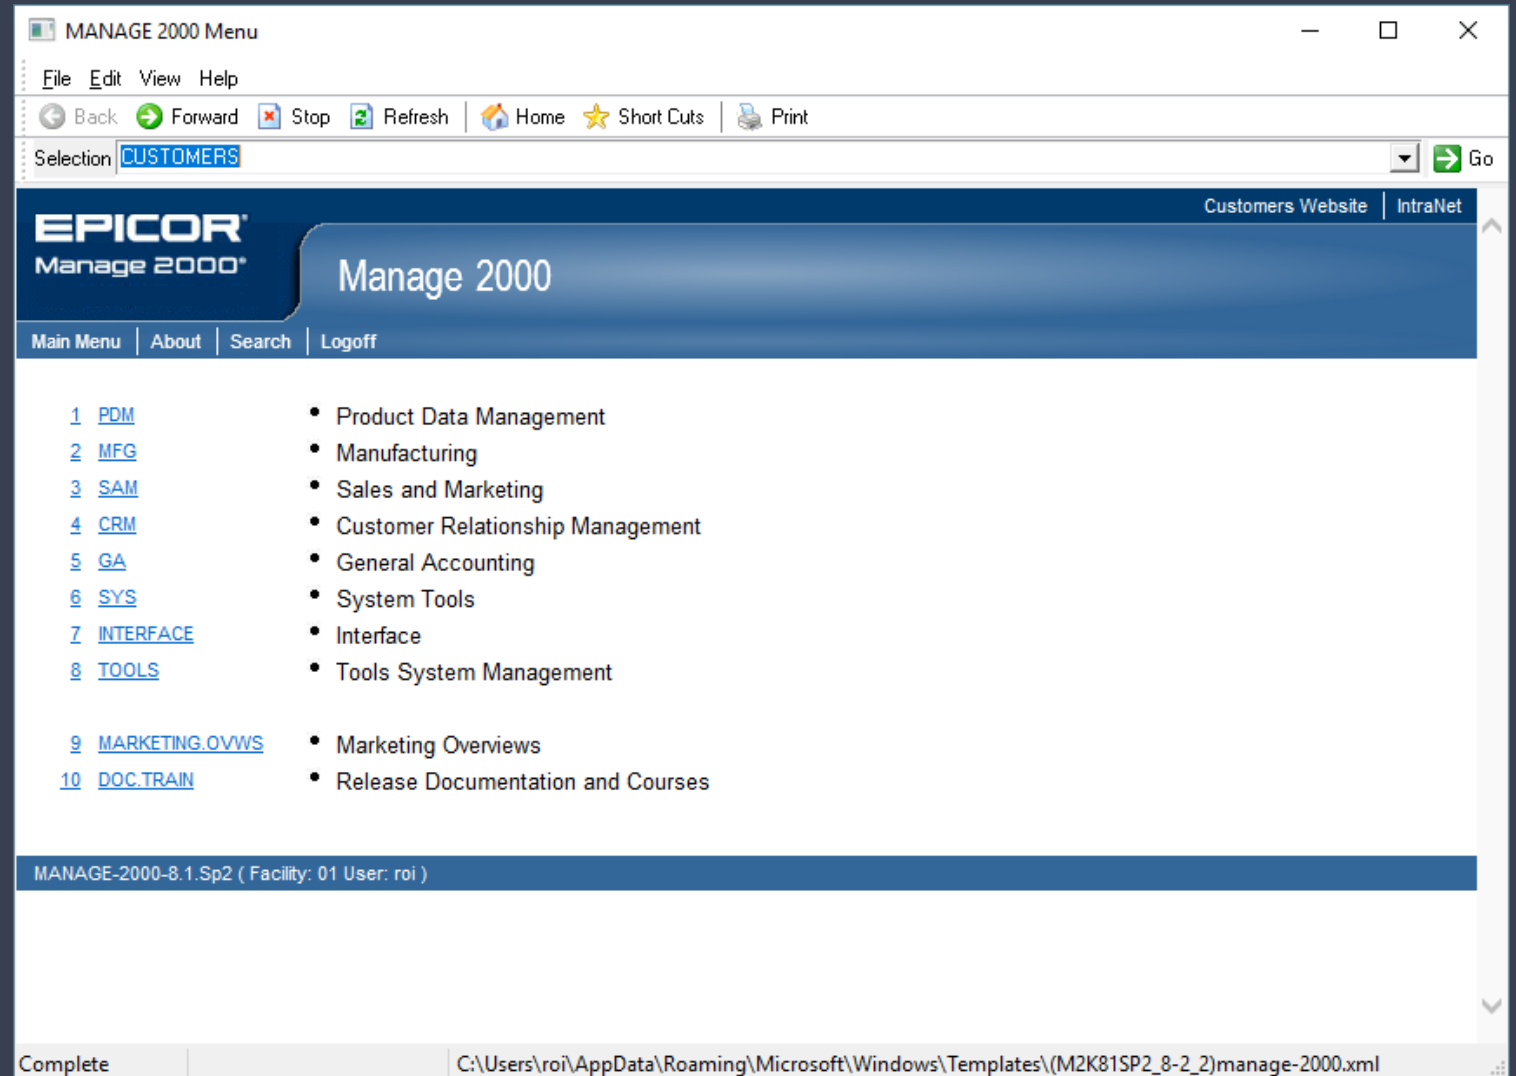 MANAGE 2000 Menu
File Edit View Help
Back Forward Stop Refresh Home Short Cuts Print
Selection CUSTOMERS Go
Customers Website IntraNet
EPICOR®
Manage 2000®
Manage 2000
Main Menu About Search Logoff
1 PDM • Product Data Management
2 MFG • Manufacturing
3 SAM • Sales and Marketing
4 CRM • Customer Relationship Management
5 GA • General Accounting
6 SYS • System Tools
7 INTERFACE • Interface
8 TOOLS • Tools System Management
9 MARKETING.OVWS • Marketing Overviews
10 DOC.TRAIN • Release Documentation and Courses
MANAGE-2000-8.1.Sp2 ( Facility: 01 User: roi )
Complete C:\Users\roi\AppData\Roaming\Microsoft\Windows\Templates\(M2K81SP2_8-2_2)manage-2000.xml